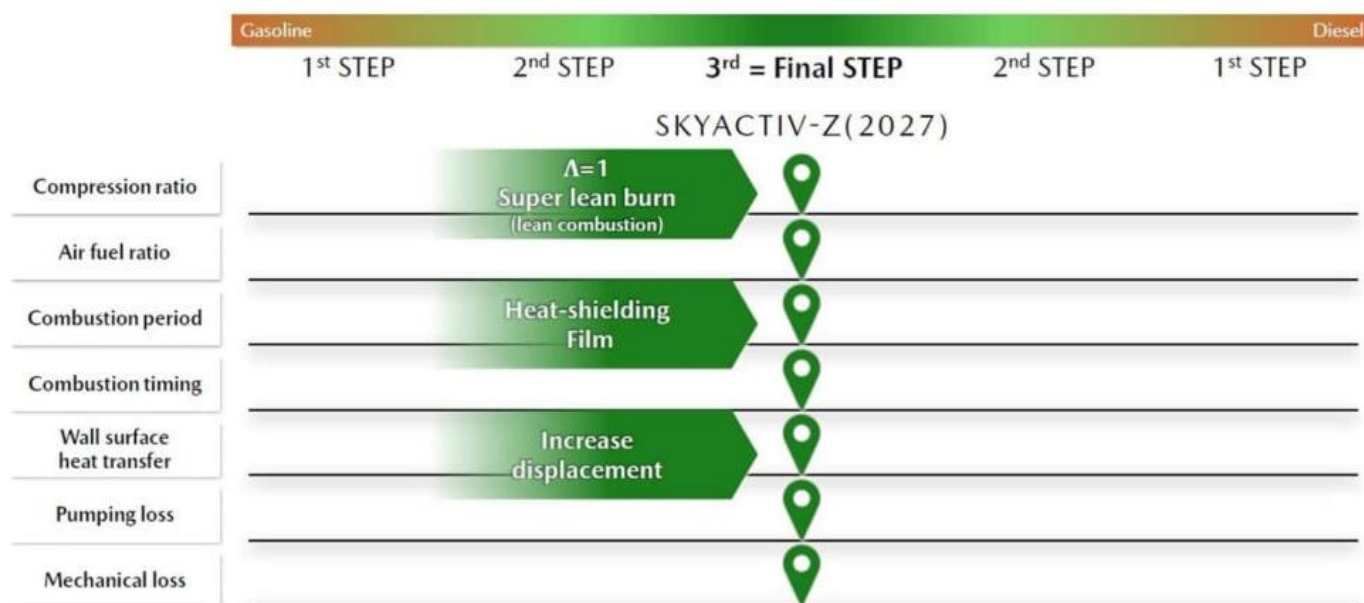 Gasoline Diesel
1st STEP 2nd STEP 3rd = Final STEP 2nd STEP 1st STEP
SKYACTIV-Z(2027)
Compression ratio
Λ=1
Super lean burn
(lean combustion)
Air fuel ratio
Combustion period
Heat-shielding
Film
Combustion timing
Wall surface
heat transfer
Increase
displacement
Pumping loss
Mechanical loss